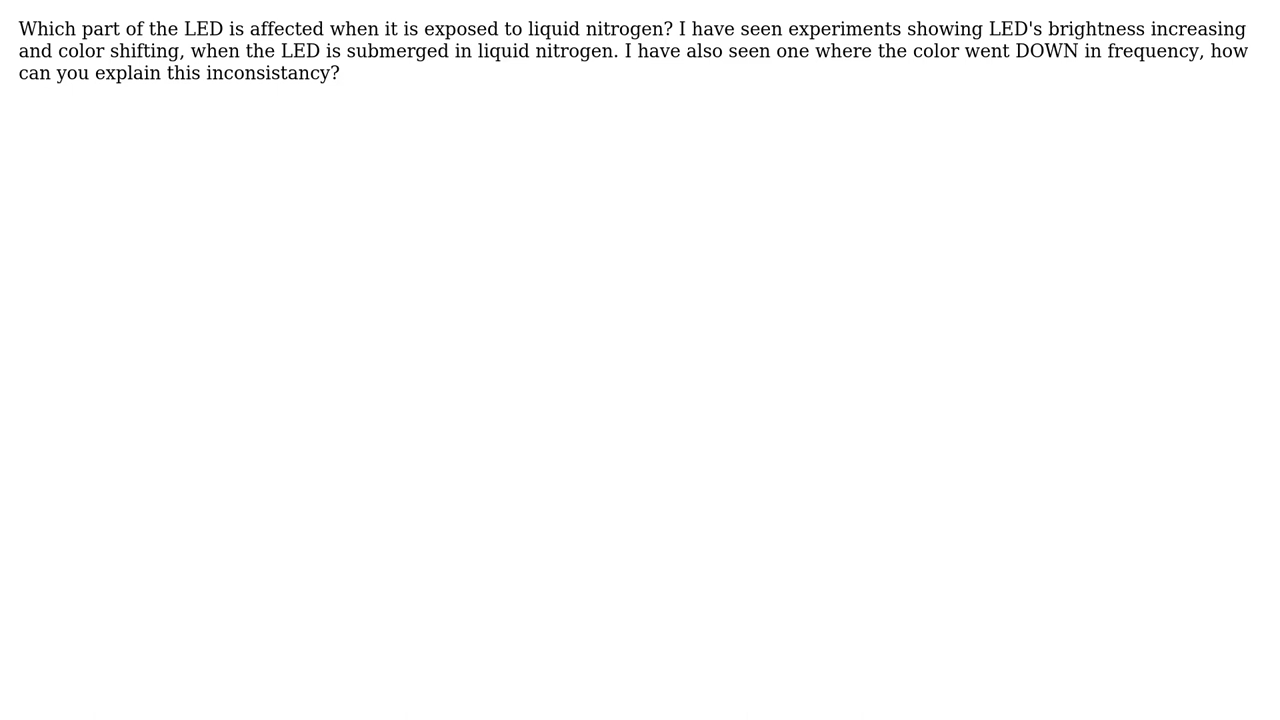 Which part of the LED is affected when it is exposed to liquid nitrogen? I have seen experiments showing LED's brightness increasing
and color shifting, when the LED is submerged in liquid nitrogen. I have also seen one where the color went DOWN in frequency, how
can you explain this inconsistancy?